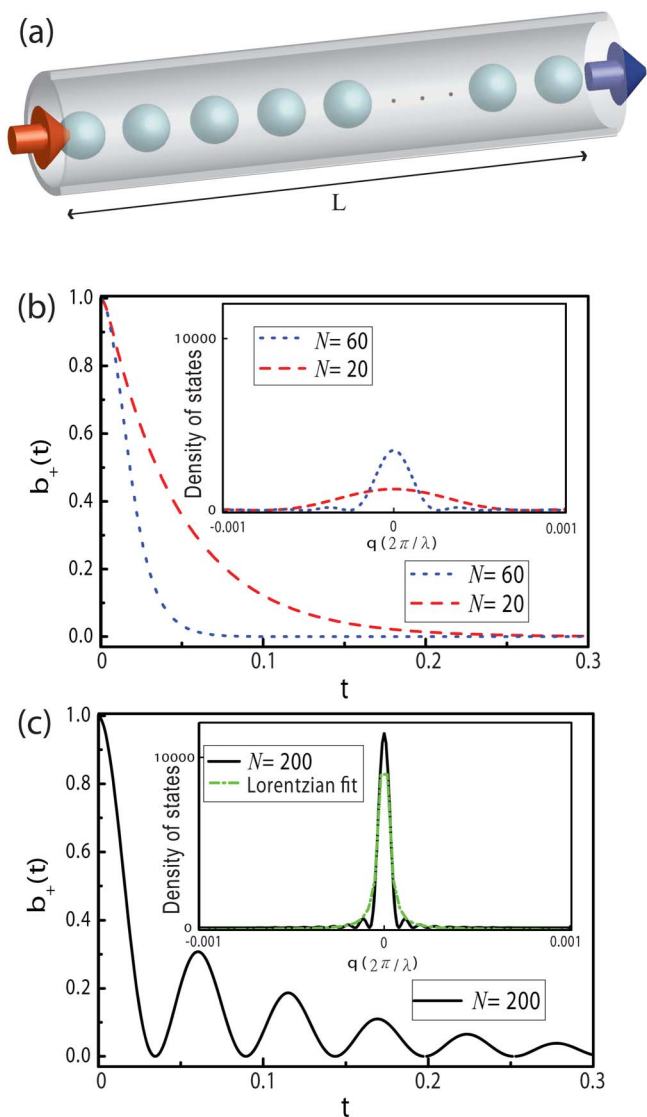 (a)
L
(b)
1.0
0.8
0.6
0.4
0.2
0.0
b₊(t)
0
0.1
0.2
0.3
t
10000
0
Density of states
-0.001
0
0.001
q (2π/λ)
N= 60
N= 20
N= 60
N= 20
(c)
1.0
0.8
0.6
0.4
0.2
0.0
b₊(t)
0
0.1
0.2
0.3
t
10000
0
Density of states
-0.001
0
0.001
q (2π/λ)
N= 200
Lorentzian fit
N= 200